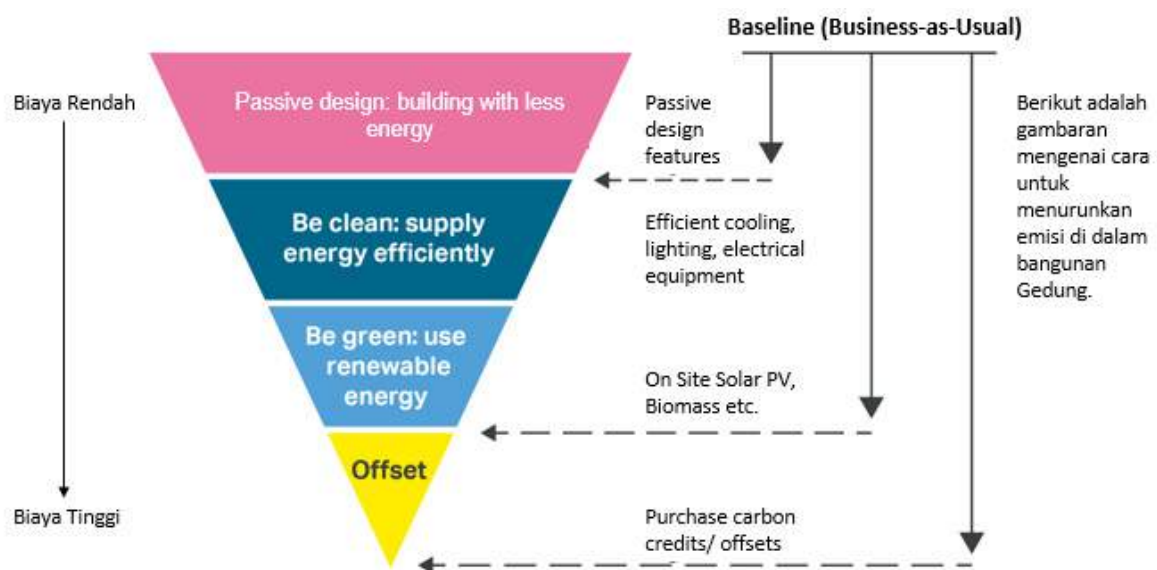 Baseline (Business-as-Usual)
Biaya Rendah
Passive design: building with less
energy
Passive
design
features
Berikut adalah
gambaran
mengenai cara
untuk
menurunkan
emisi di dalam
bangunan
Gedung.
Be clean: supply
energy efficiently
Efficient cooling,
lighting, electrical
equipment
Be green: use
renewable
energy
On Site Solar PV,
Biomass etc.
Offset
Biaya Tinggi
Purchase carbon
credits/ offsets